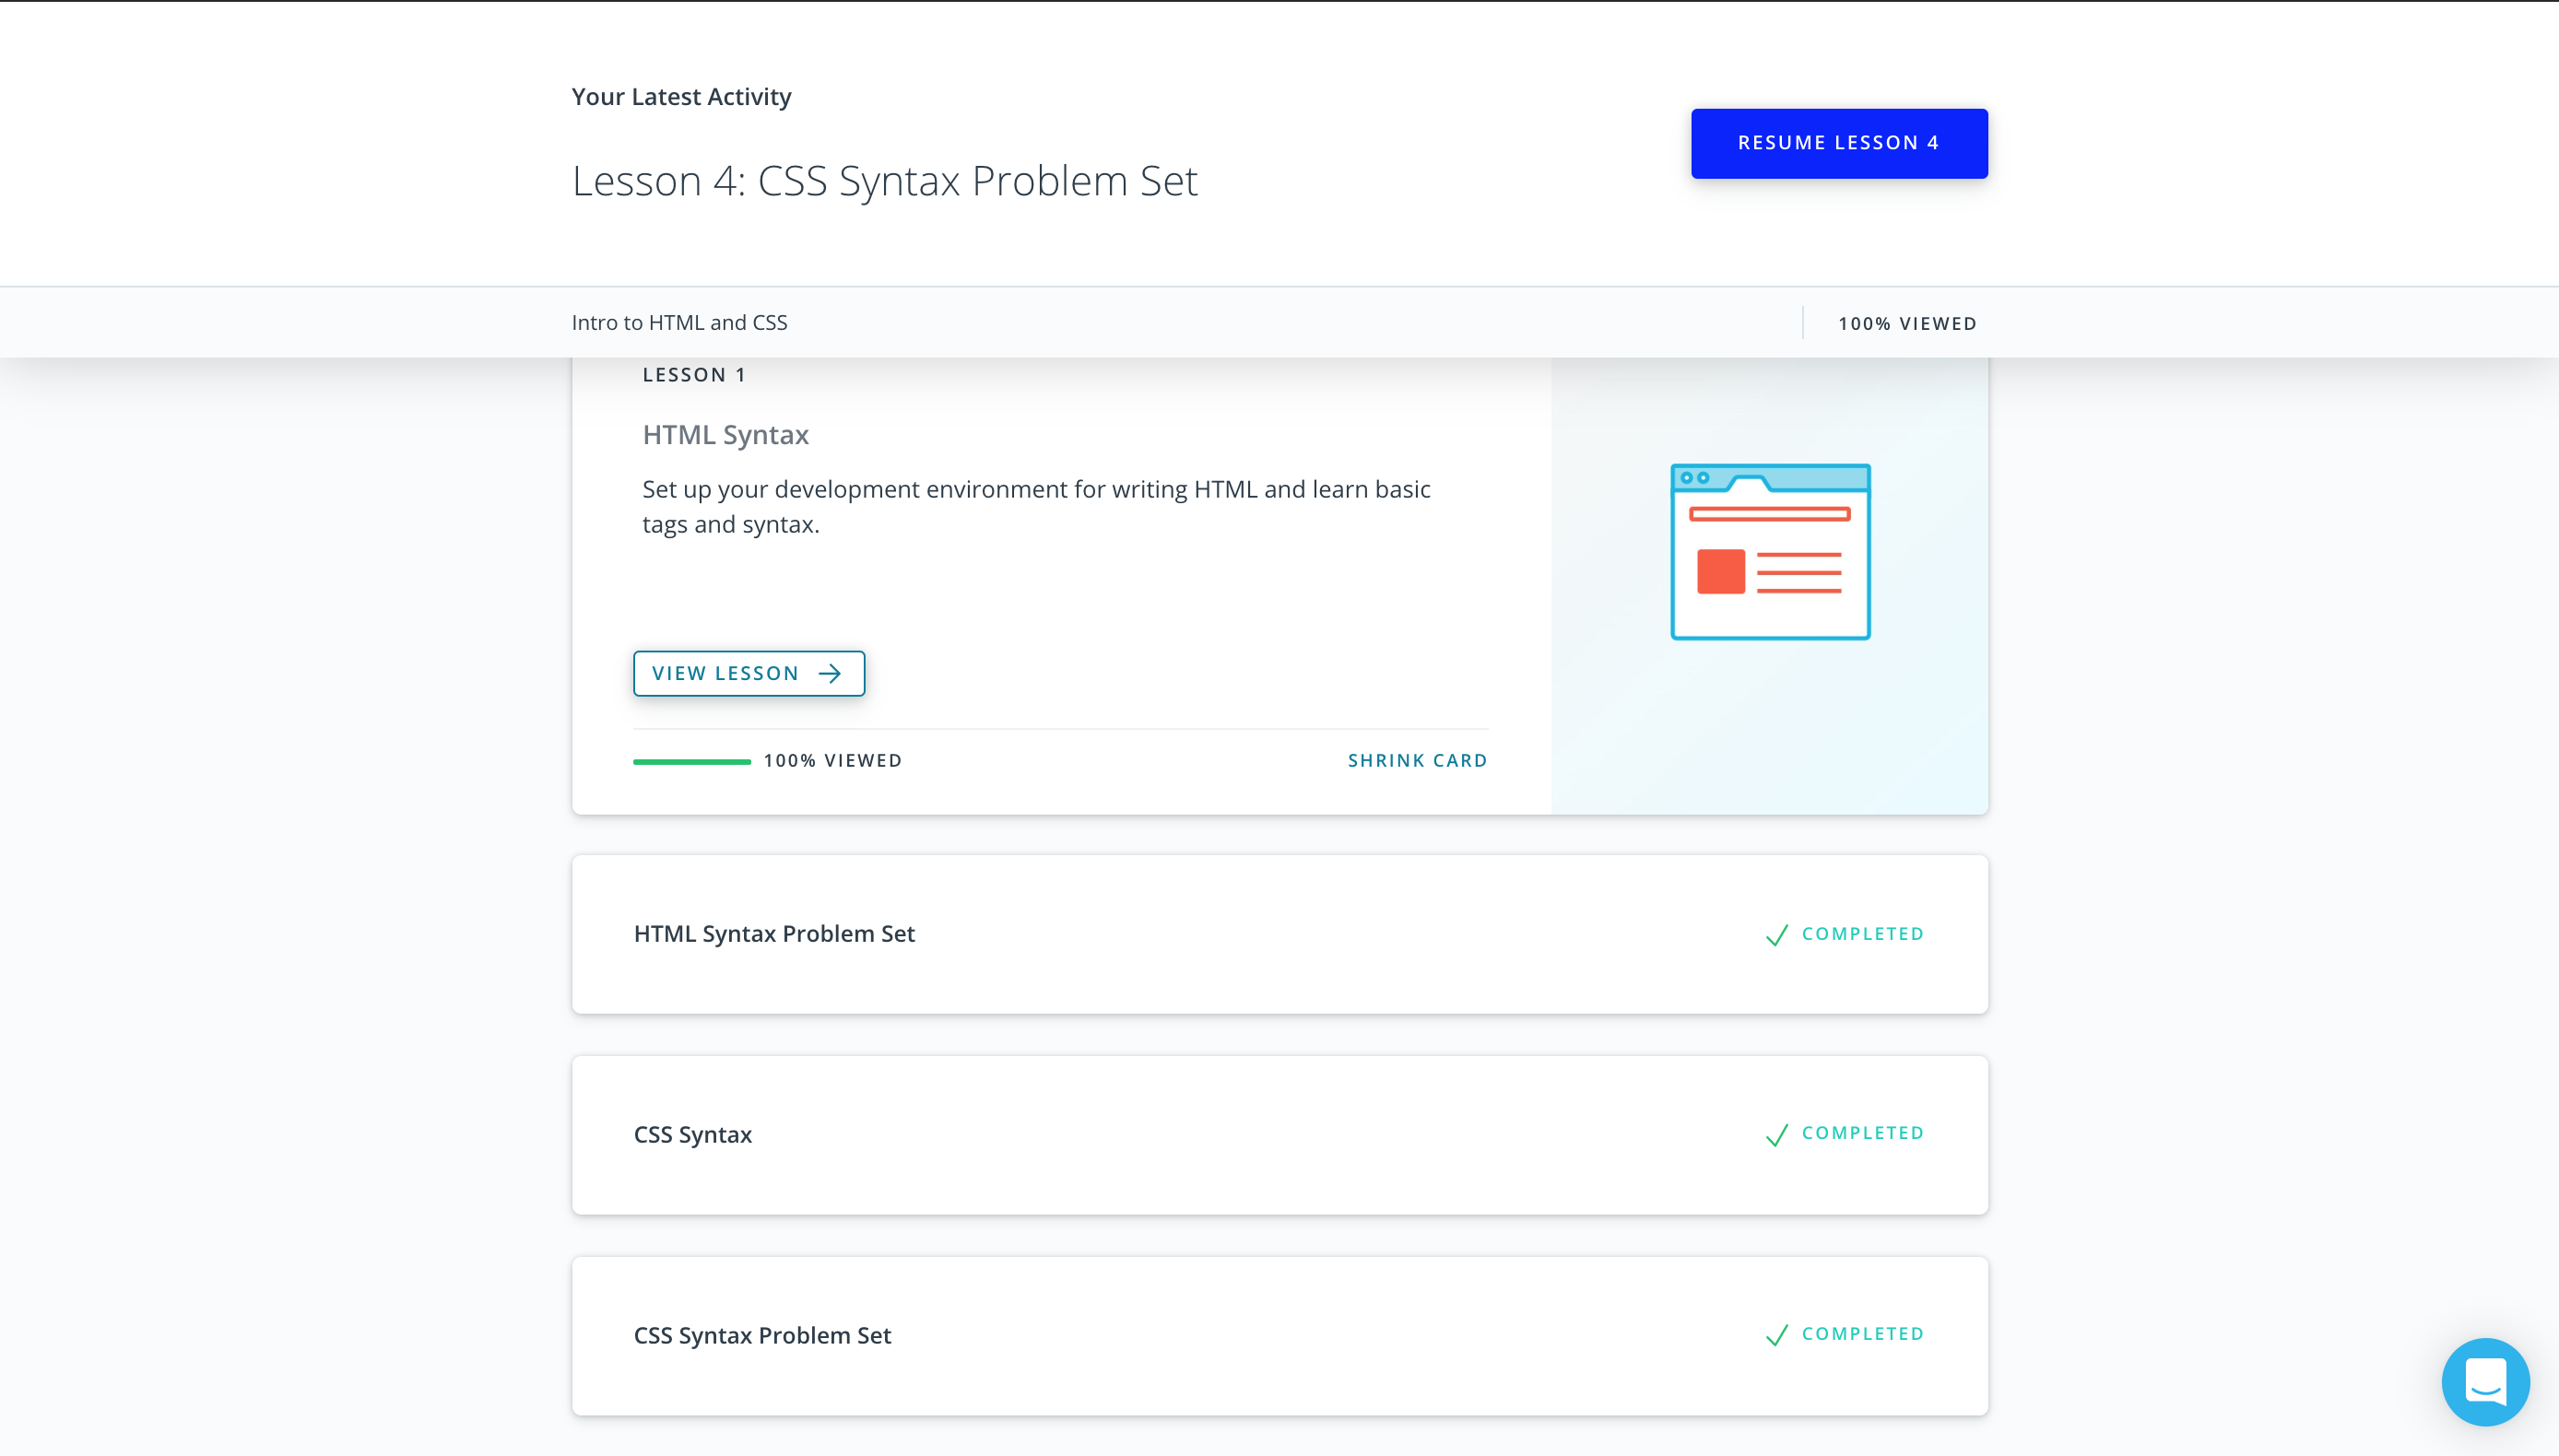 Your Latest Activity
RESUME LESSON 4
Lesson 4: CSS Syntax Problem Set
Intro to HTML and CSS
100% VIEWED
LESSON 1
HTML Syntax
Set up your development environment for writing HTML and learn basic
tags and syntax.
VIEW LESSON
100% VIEWED
SHRINK CARD
HTML Syntax Problem Set
COMPLETED
CSS Syntax
COMPLETED
CSS Syntax Problem Set
COMPLETED